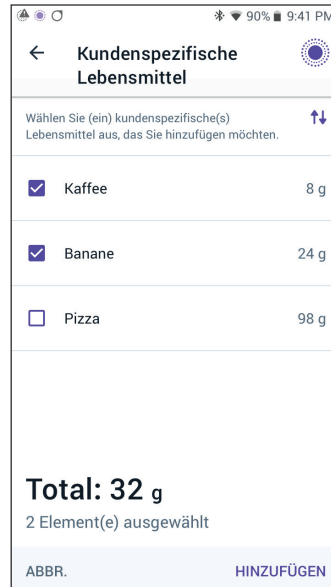 90% 9:41 PM
Kundenspezifische
Lebensmittel
Wählen Sie (ein) kundenspezifische(s)
Lebensmittel aus, das Sie hinzufügen möchten.
Kaffee 8 g
Banane 24 g
Pizza 98 g
Total: 32 g
2 Element(e) ausgewählt
ABBR. HINZUFÜGEN